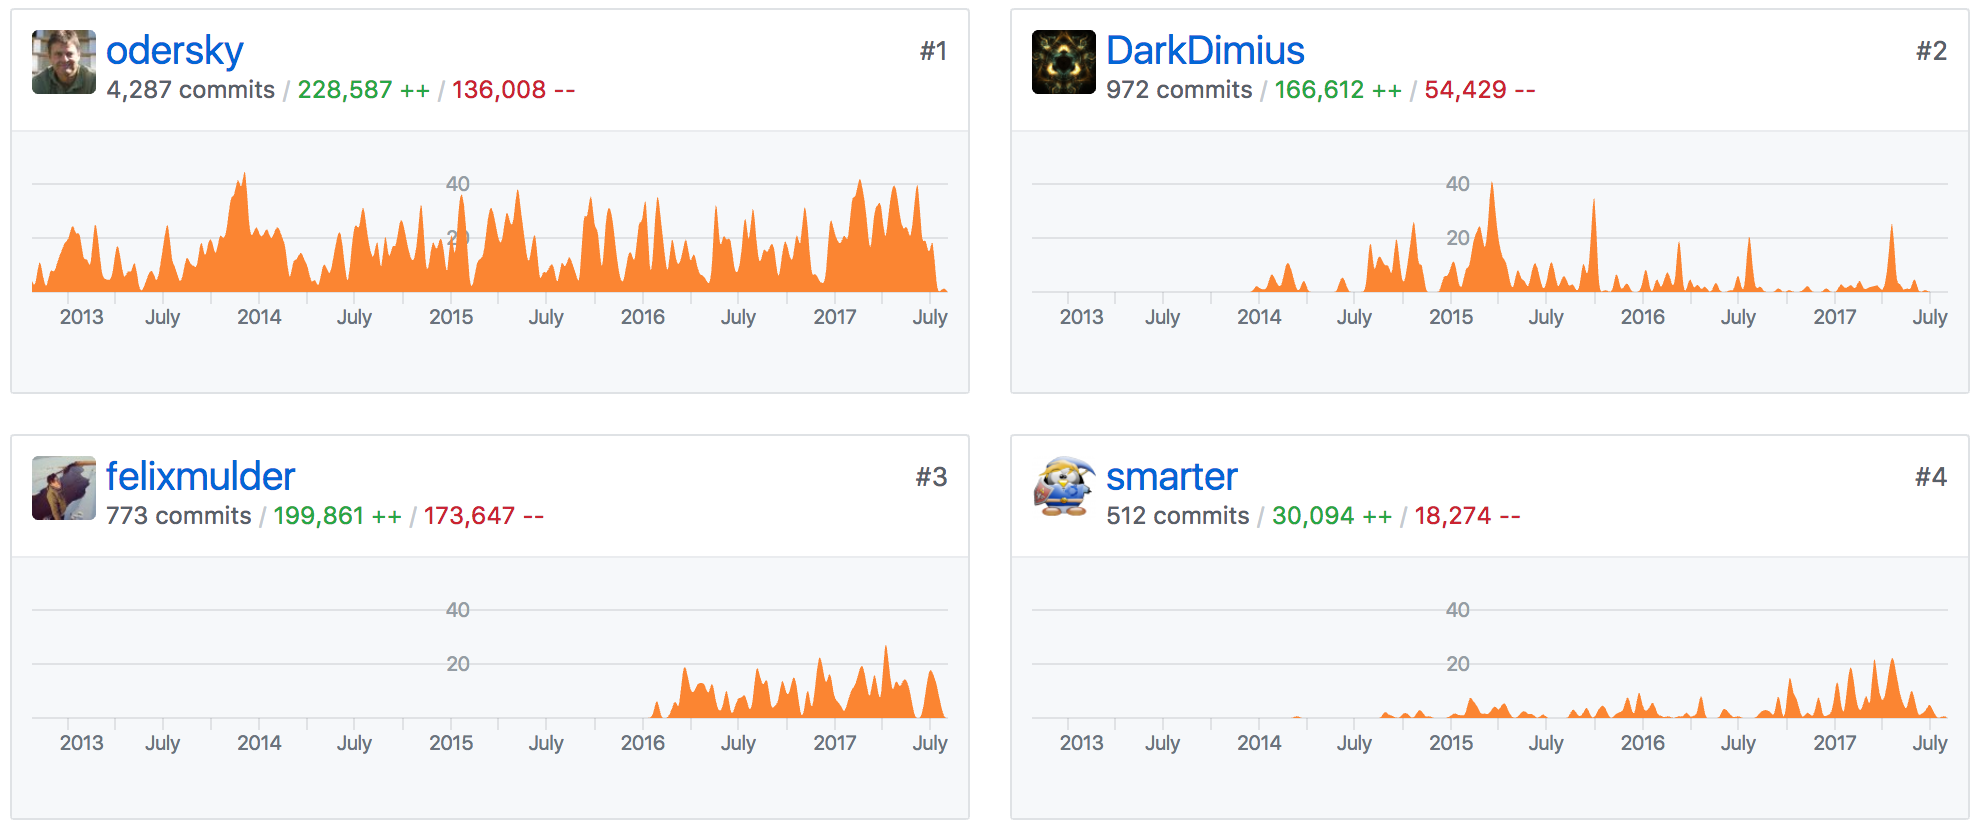 odersky
#1
4,287 commits / 228,587 ++ / 136,008 --
40
20
2013 July 2014 July 2015 July 2016 July 2017 July
DarkDimius
#2
972 commits / 166,612 ++ / 54,429 --
40
20
2013 July 2014 July 2015 July 2016 July 2017 July
felixmulder
#3
773 commits / 199,861 ++ / 173,647 --
40
20
2013 July 2014 July 2015 July 2016 July 2017 July
smarter
#4
512 commits / 30,094 ++ / 18,274 --
40
20
2013 July 2014 July 2015 July 2016 July 2017 July